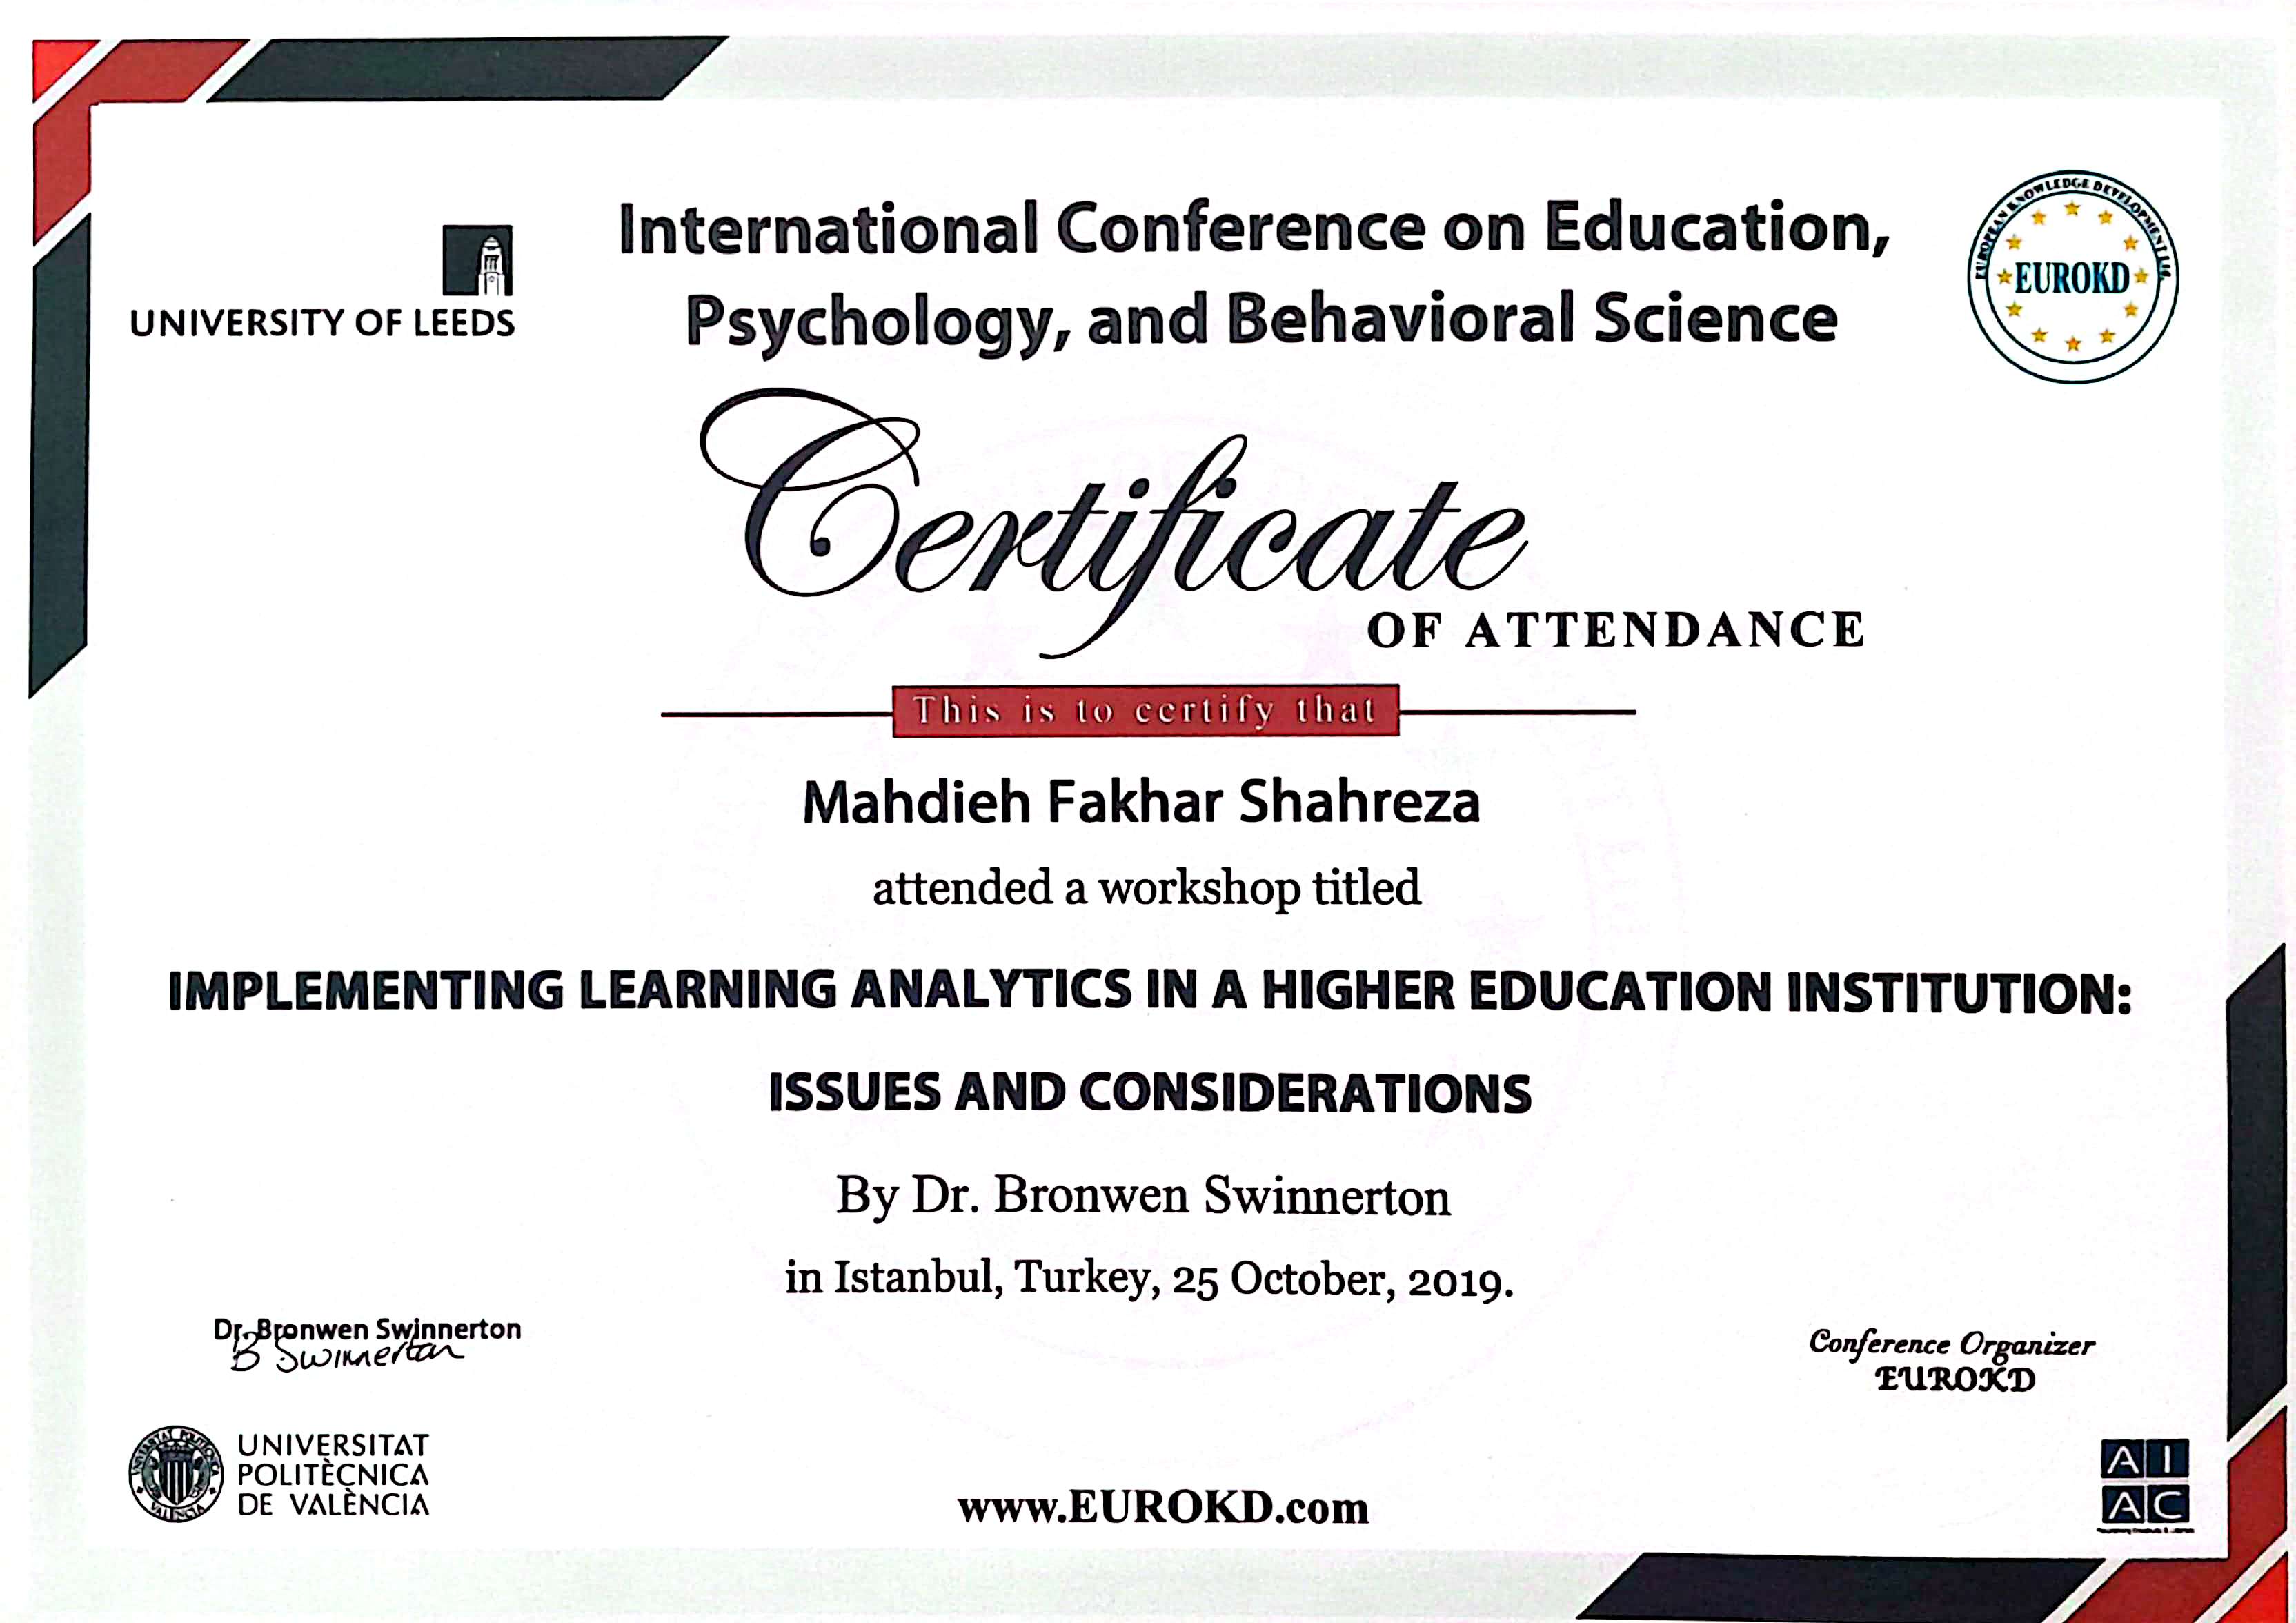 UNIVERSITY OF LEEDS
International Conference on Education,
Psychology, and Behavioral Science
EUROPEAN KNOWLEDGE DEVELOPMENT Ltd.
EUROKD
Certificate
OF ATTENDANCE
This is to certify that
Mahdieh Fakhar Shahreza
attended a workshop titled
IMPLEMENTING LEARNING ANALYTICS IN A HIGHER EDUCATION INSTITUTION:
ISSUES AND CONSIDERATIONS
By Dr. Bronwen Swinnerton
in Istanbul, Turkey, 25 October, 2019.
Dr. Bronwen Swinnerton
B Swinnerton
Conference Organizer
EUROKD
UNIVERSITAT
POLITÈCNICA
DE VALÈNCIA
www.EUROKD.com
AI
AC